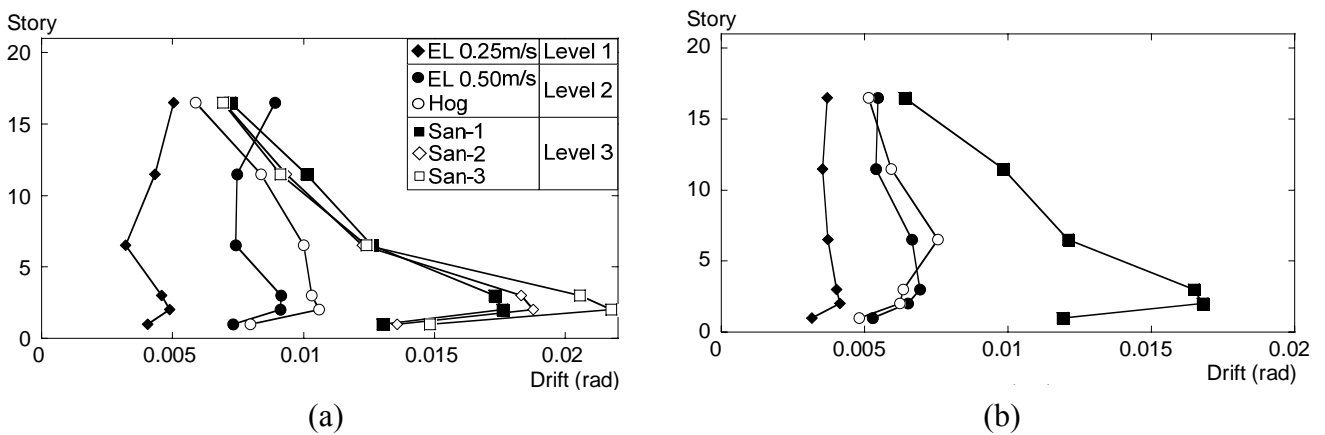 Story
20
15
10
5
0
0 0.005 0.01 0.015 0.02
Drift (rad)
EL 0.25m/s Level 1
EL 0.50m/s Level 2
Hog
San-1
San-2 Level 3
San-3
(a)
Story
20
15
10
5
0
0 0.005 0.01 0.015 0.02
Drift (rad)
(b)